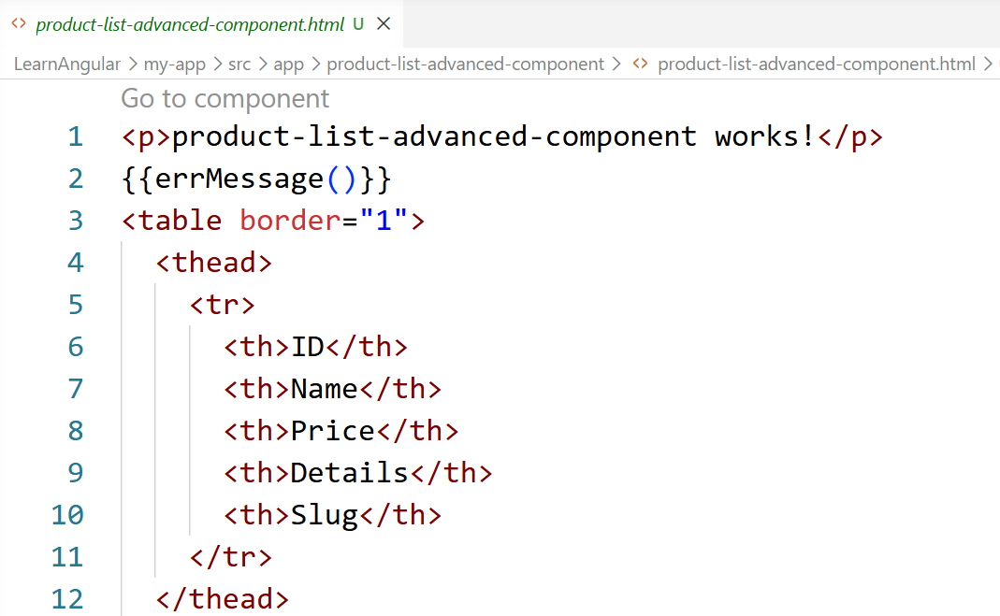 <> product-list-advanced-component.html U ×
LearnAngular > my-app > src > app > product-list-advanced-component > <> product-list-advanced-component.html >
Go to component
1 <p>product-list-advanced-component works!</p>
2 {{errMessage()}}
3 <table border="1">
4 <thead>
5 <tr>
6 <th>ID</th>
7 <th>Name</th>
8 <th>Price</th>
9 <th>Details</th>
10 <th>Slug</th>
11 </tr>
12 </thead>